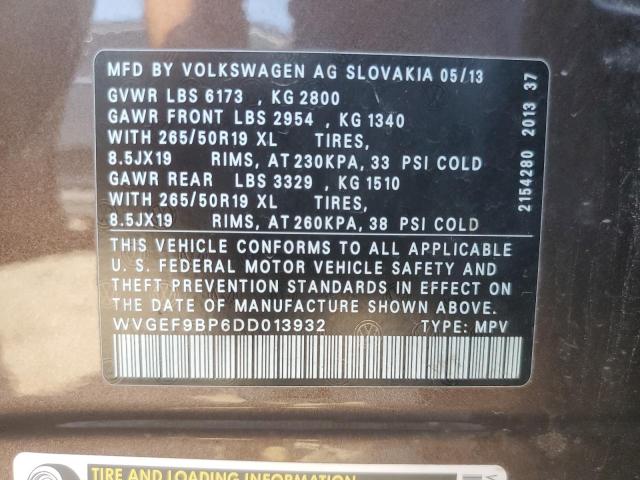 MFD BY VOLKSWAGEN AG SLOVAKIA 05/13
GVWR LBS 6173 , KG 2800
GAWR FRONT LBS 2954 , KG 1340
WITH 265/50R19 XL TIRES,
8.5JX19 RIMS, AT 230KPA, 33 PSI COLD
GAWR REAR LBS 3329 , KG 1510
WITH 265/50R19 XL TIRES,
8.5JX19 RIMS, AT 260KPA, 38 PSI COLD
THIS VEHICLE CONFORMS TO ALL APPLICABLE
U. S. FEDERAL MOTOR VEHICLE SAFETY AND
THEFT PREVENTION STANDARDS IN EFFECT ON
THE DATE OF MANUFACTURE SHOWN ABOVE.
WVGEF9BP6DD013932 TYPE: MPV
2154280 2013 37
TIRE AND LOADING INFORMATION